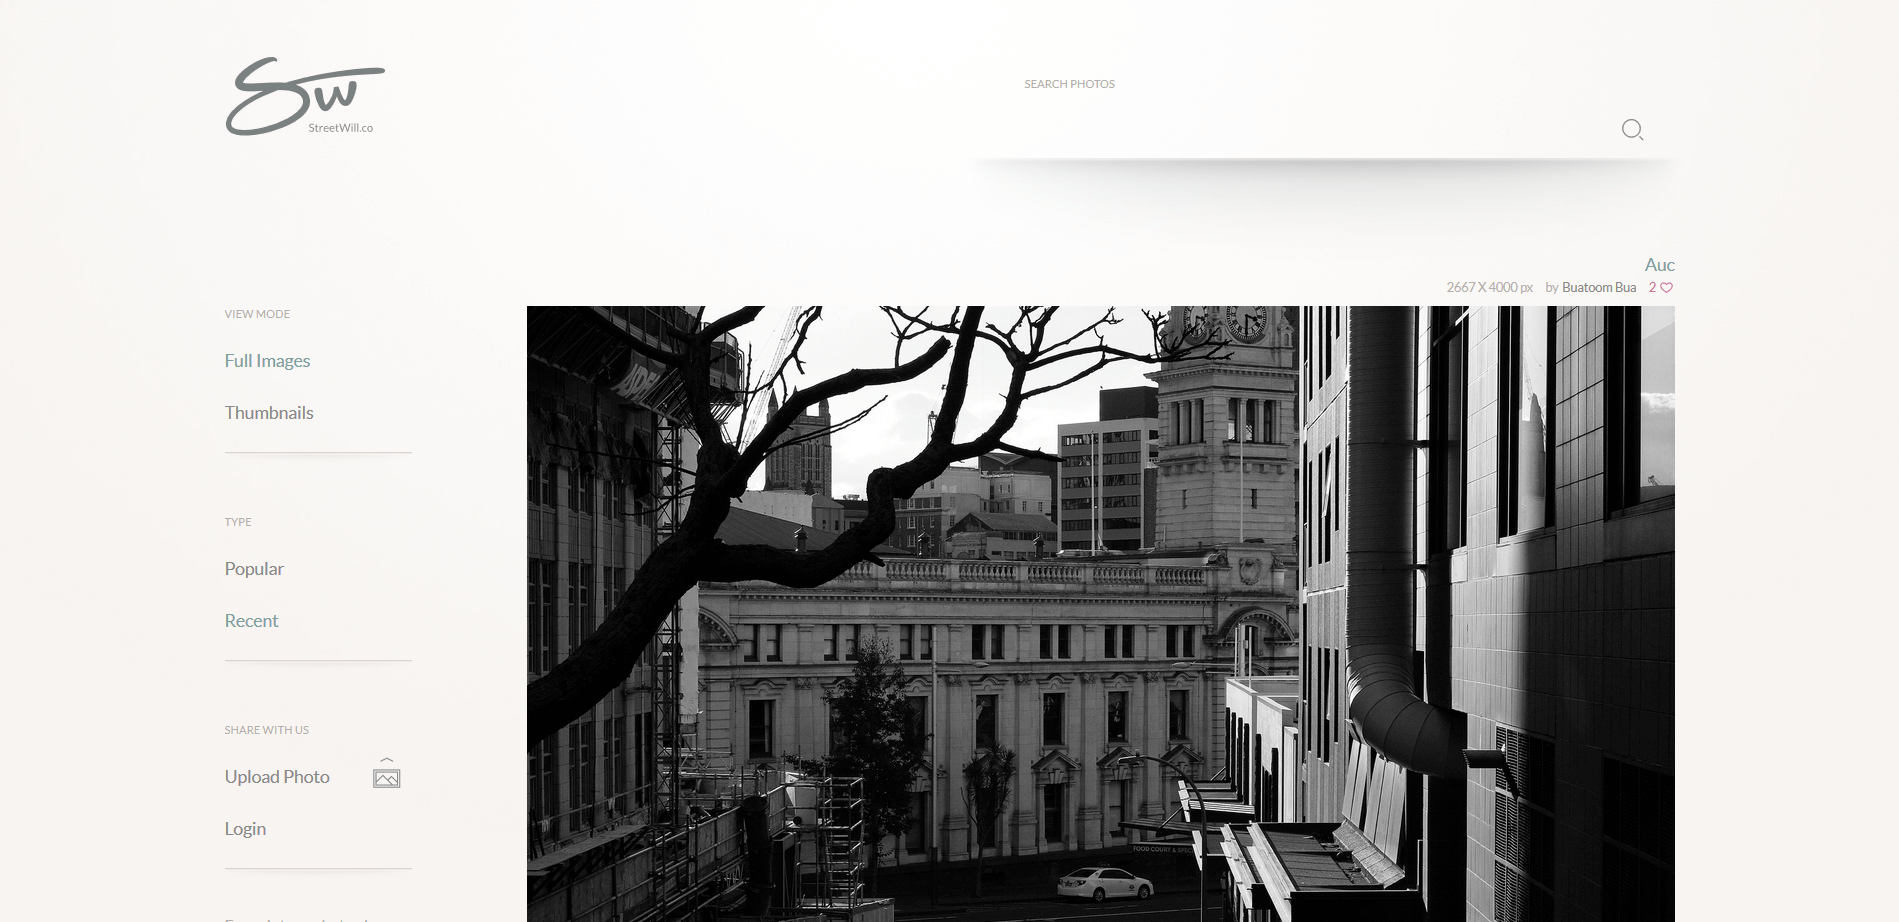 Sw
StreetWill.co
SEARCH PHOTOS
Auc
2667 X 4000 px by Buatoom Bua 2
VIEW MODE
Full Images
Thumbnails
TYPE
Popular
Recent
SHARE WITH US
Upload Photo
Login
FOOD COURT & SPEC